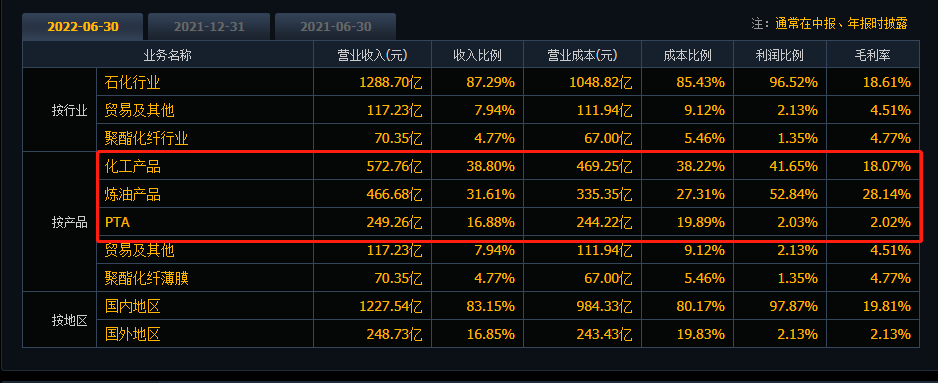 2022-06-30 2021-12-31 2021-06-30 注：通常在中报、年报时披露
业务名称 营业收入(元) 收入比例 营业成本(元) 成本比例 利润比例 毛利率
按行业 石化行业 1288.70亿 87.29% 1048.82亿 85.43% 96.52% 18.61%
贸易及其他 117.23亿 7.94% 111.94亿 9.12% 2.13% 4.51%
聚酯化纤行业 70.35亿 4.77% 67.00亿 5.46% 1.35% 4.77%
按产品 化工产品 572.76亿 38.80% 469.25亿 38.22% 41.65% 18.07%
炼油产品 466.68亿 31.61% 335.35亿 27.31% 52.84% 28.14%
PTA 249.26亿 16.88% 244.22亿 19.89% 2.03% 2.02%
贸易及其他 117.23亿 7.94% 111.94亿 9.12% 2.13% 4.51%
聚酯化纤薄膜 70.35亿 4.77% 67.00亿 5.46% 1.35% 4.77%
按地区 国内地区 1227.54亿 83.15% 984.33亿 80.17% 97.87% 19.81%
国外地区 248.73亿 16.85% 243.43亿 19.83% 2.13% 2.13%